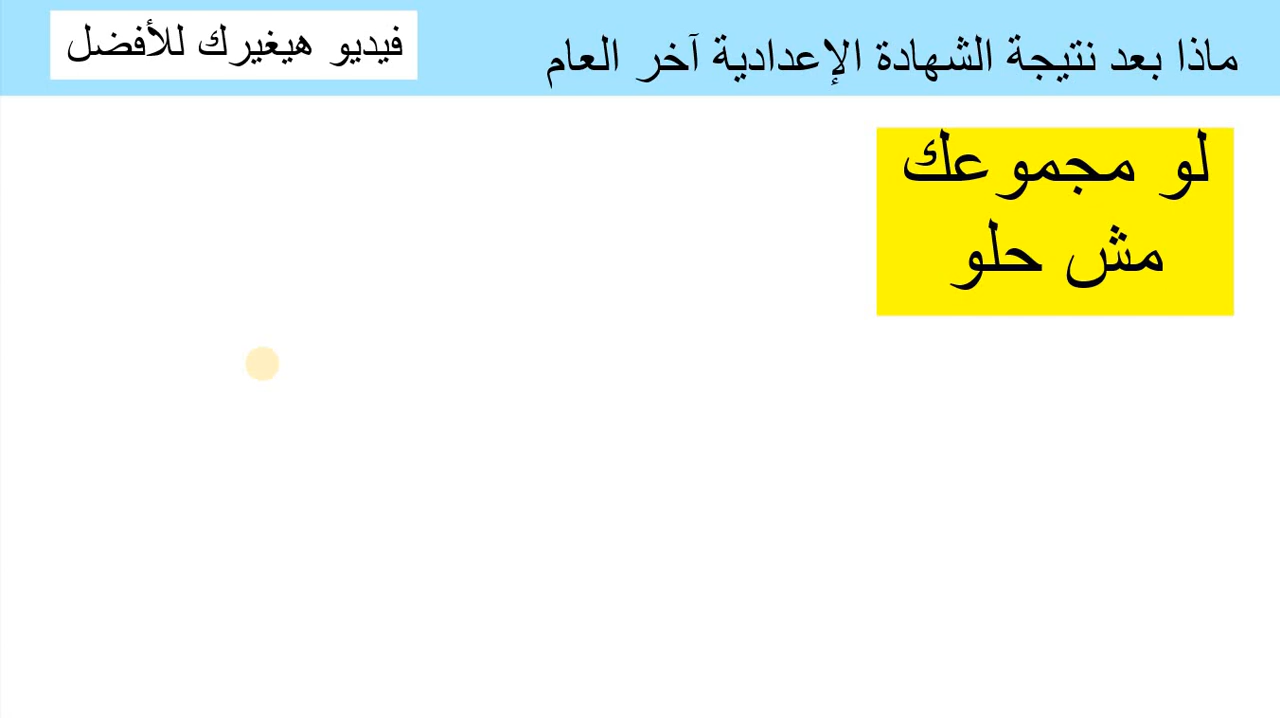 ماذا بعد نتيجة الشهادة الإعدادية آخر العام
فيديو هيغيرك للأفضل
لو مجموعك
مش حلو